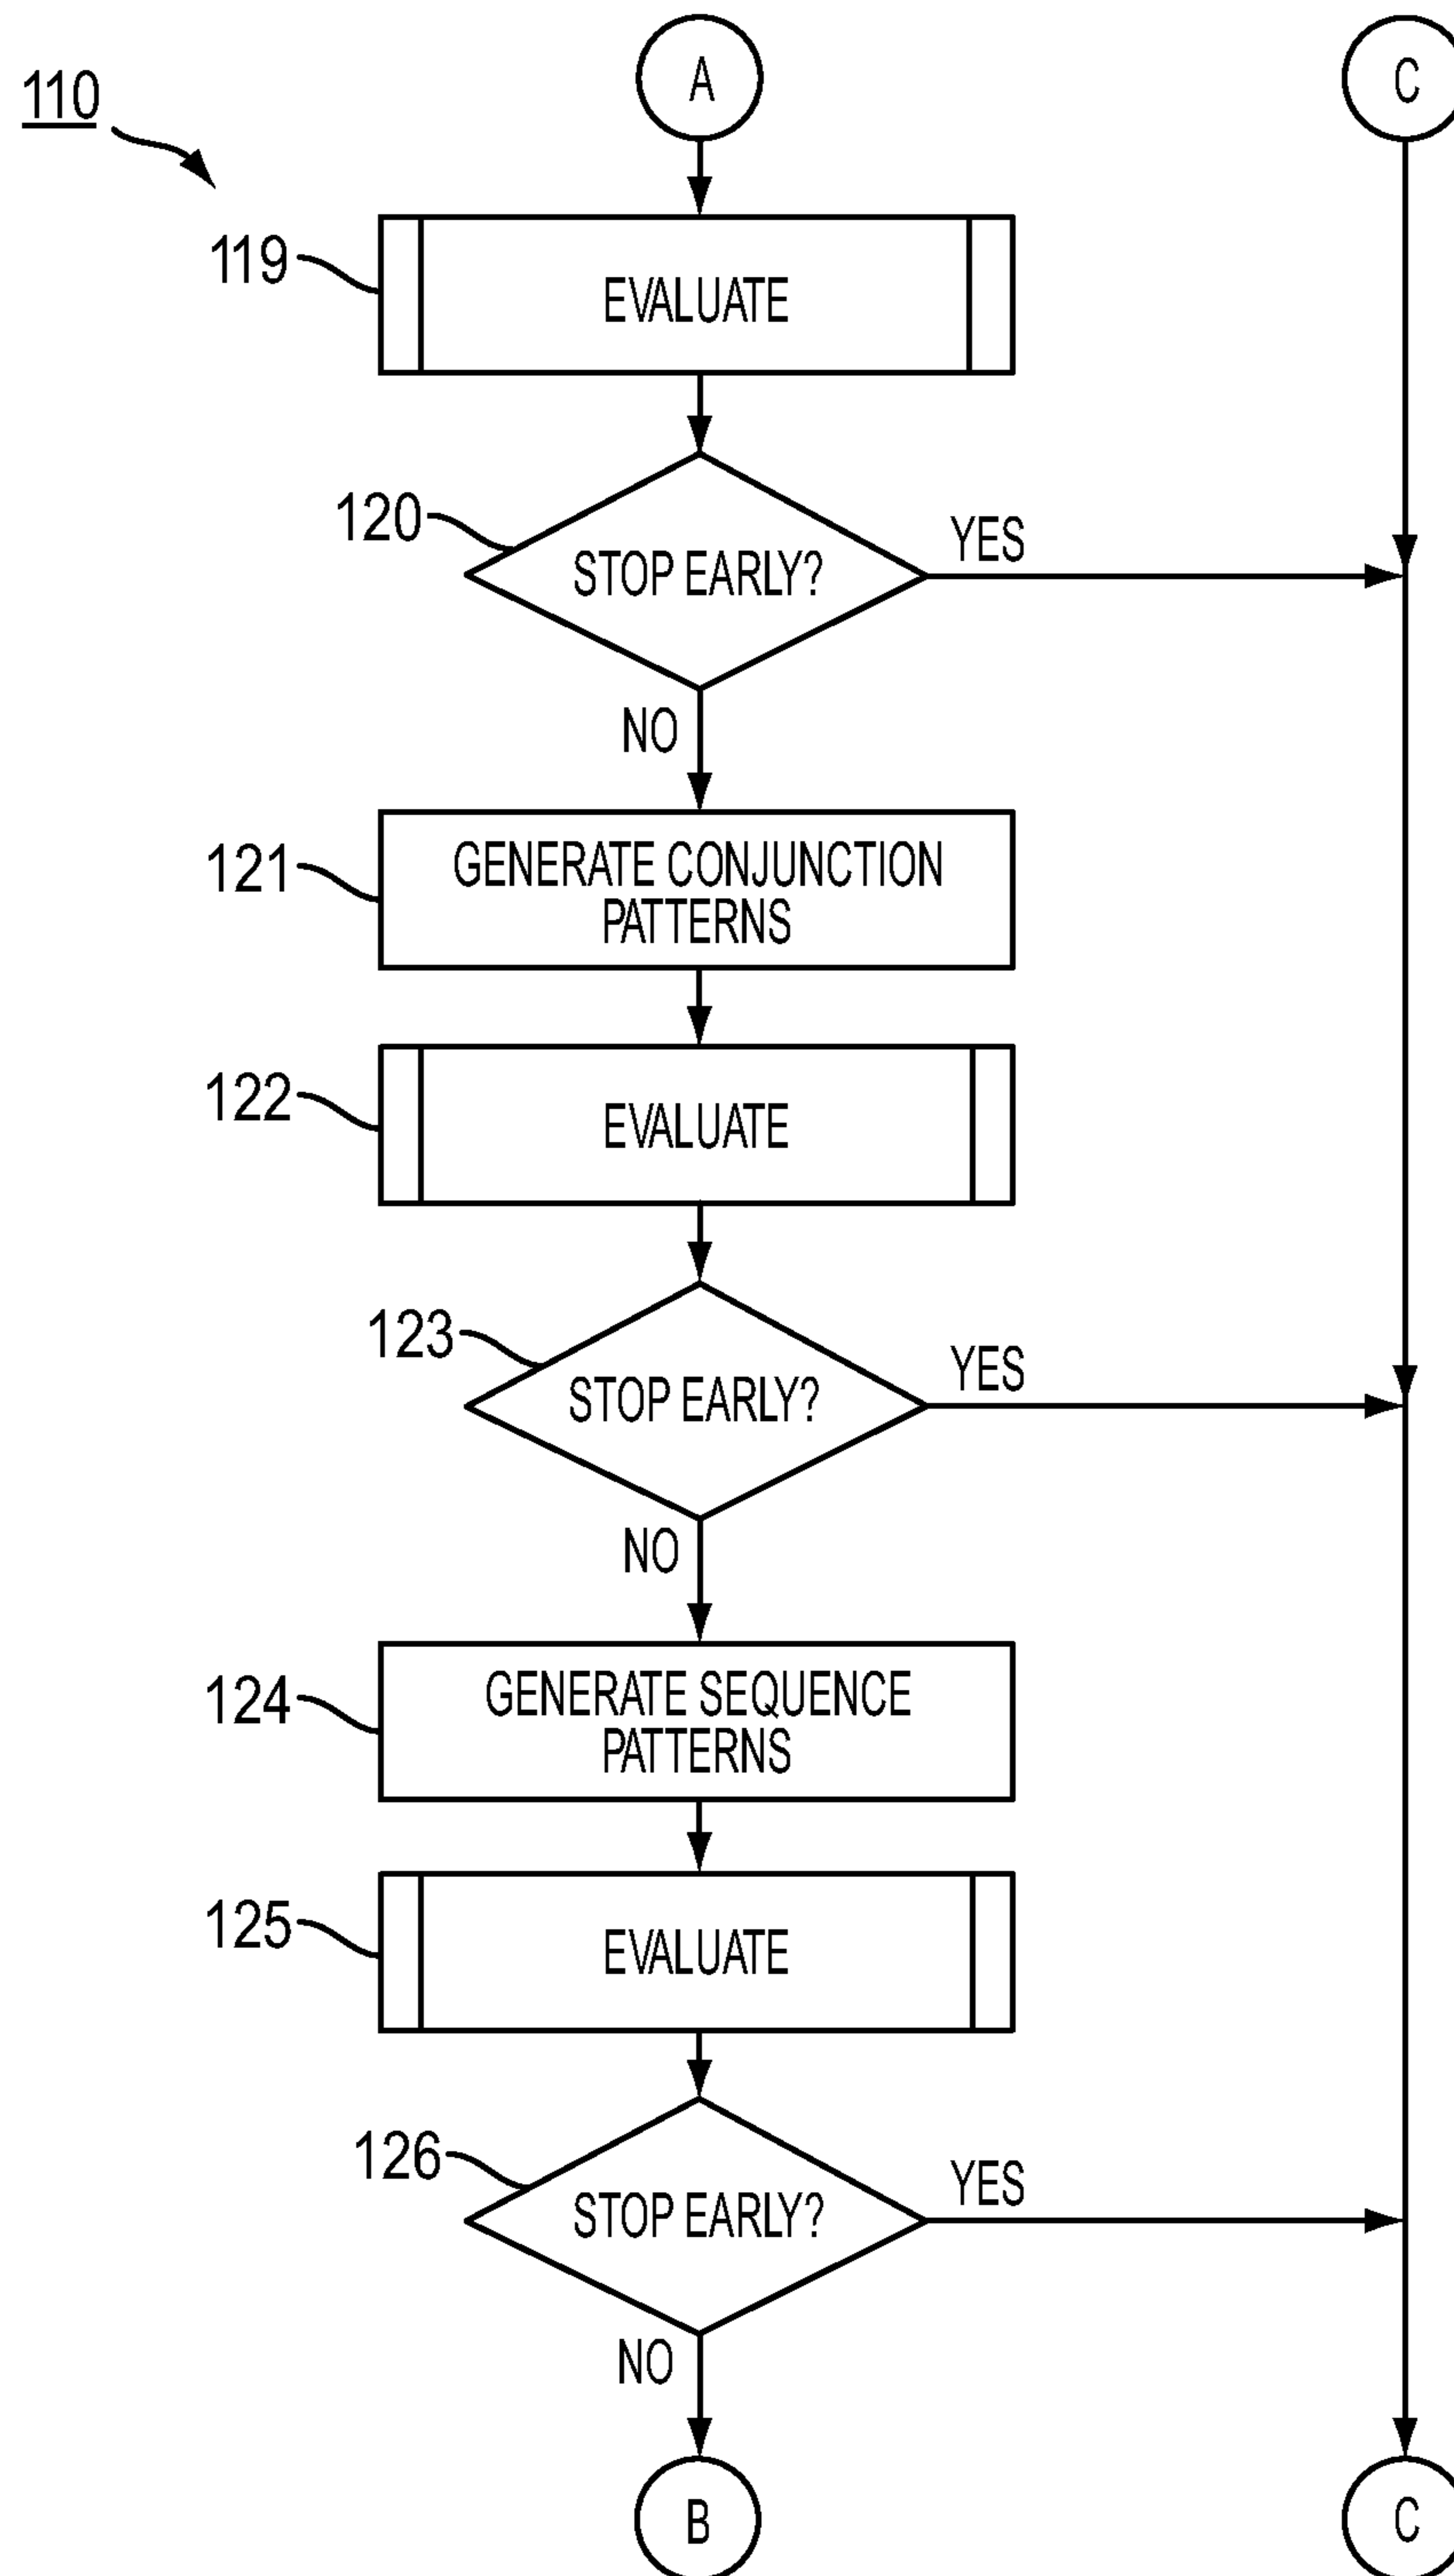 110
A
C
119
EVALUATE
120
STOP EARLY?
YES
NO
121
GENERATE CONJUNCTION
PATTERNS
122
EVALUATE
123
STOP EARLY?
YES
NO
124
GENERATE SEQUENCE
PATTERNS
125
EVALUATE
126
STOP EARLY?
YES
NO
B
C